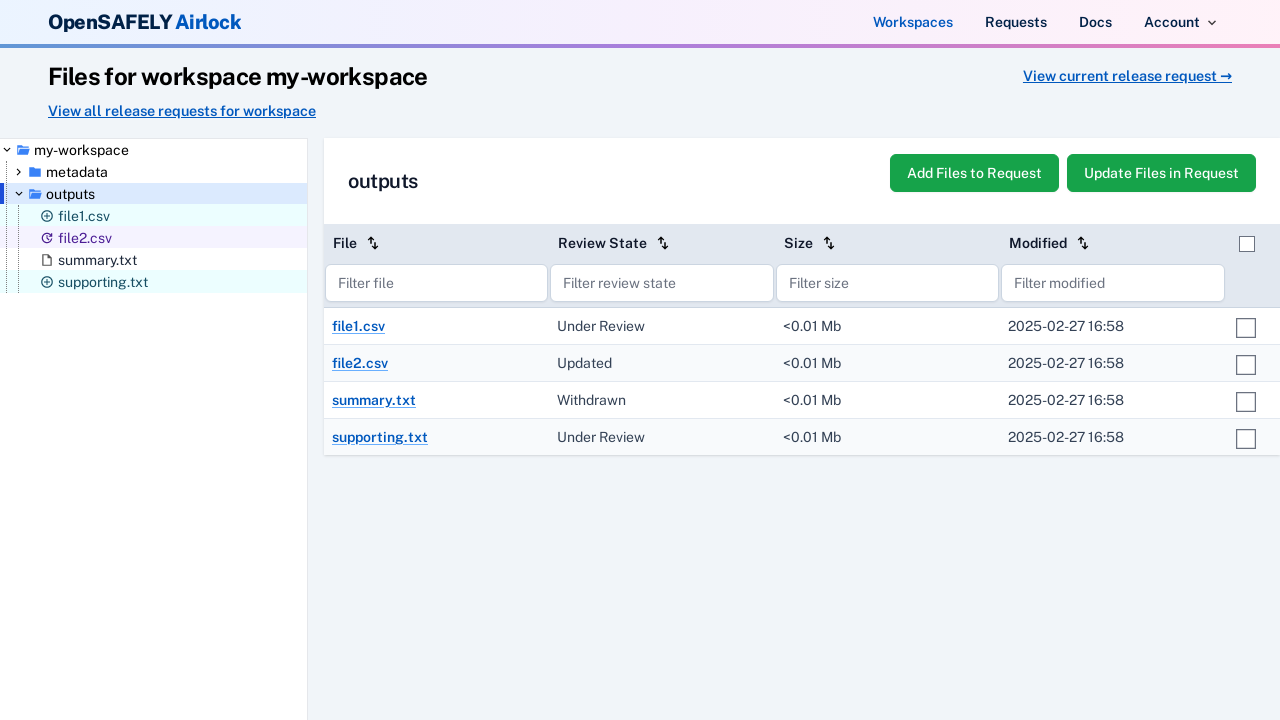 OpenSAFELY Airlock
Workspaces Requests Docs Account
Files for workspace my-workspace
View current release request →
View all release requests for workspace
my-workspace
metadata
outputs
file1.csv
file2.csv
summary.txt
supporting.txt
outputs
Add Files to Request Update Files in Request
File Review State Size Modified
Filter file Filter review state Filter size Filter modified
file1.csv Under Review <0.01 Mb 2025-02-27 16:58
file2.csv Updated <0.01 Mb 2025-02-27 16:58
summary.txt Withdrawn <0.01 Mb 2025-02-27 16:58
supporting.txt Under Review <0.01 Mb 2025-02-27 16:58